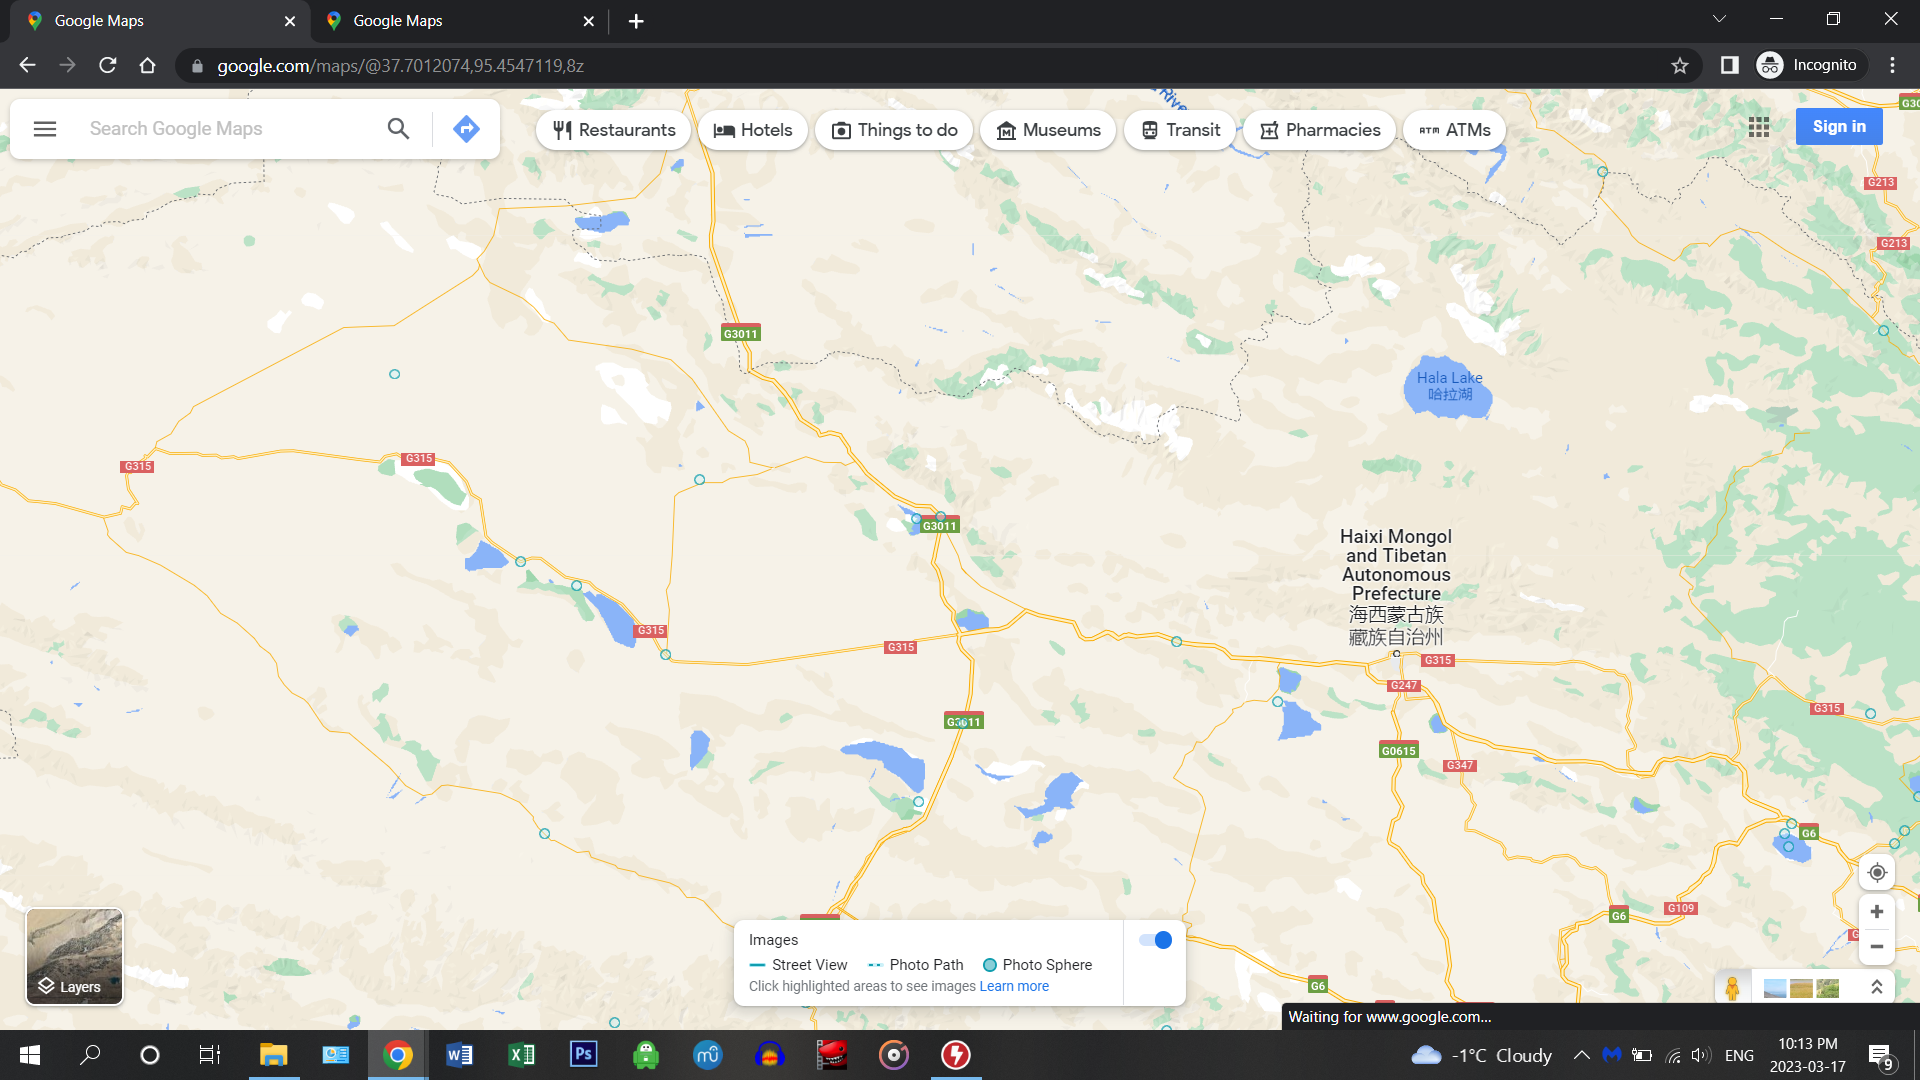 Google Maps
Google Maps
google.com/maps/@37.7012074,95.4547119,8z
Incognito
Search Google Maps
Restaurants
Hotels
Things to do
Museums
Transit
Pharmacies
ATM ATMs
Sign in
River
G213
G213
G3011
Hala Lake
哈拉湖
G315
G315
G3011
Haixi Mongol
and Tibetan
Autonomous
Prefecture
海西蒙古族
藏族自治州
G315
G315
G315
G247
G315
G3011
G0615
G347
G6
G109
G6
G6
Layers
Images
Street View
Photo Path
Photo Sphere
Click highlighted areas to see images Learn more
Waiting for www.google.com...
-1°C Cloudy
ENG
10:13 PM
2023-03-17
9